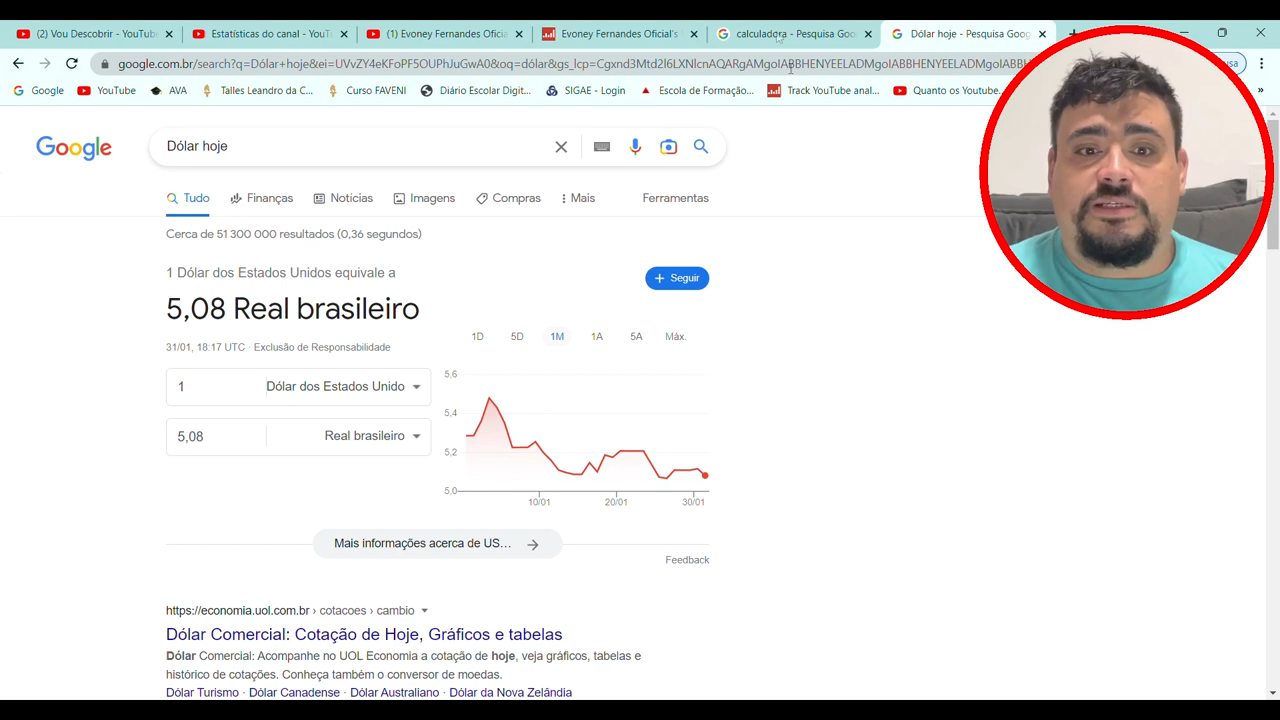 (2) Vou Descobrir - YouTube
Estatísticas do canal - YouT
(1) Evoney Fernandes Oficia
Evoney Fernandes Oficial's
calculadora - Pesquisa Goo
Dólar hoje - Pesquisa Goog
Google
YouTube
AVA
Talles Leandro da C...
Curso FAVENI
Diário Escolar Digit...
SIGAE - Login
Escola de Formação...
Track YouTube anal...
Quanto os Youtube...
»
Google
Dólar hoje
Tudo
Finanças
Notícias
Imagens
Compras
Mais
Ferramentas
Cerca de 51 300 000 resultados (0,36 segundos)
1 Dólar dos Estados Unidos equivale a
+ Seguir
5,08 Real brasileiro
1D 5D 1M 1A 5A Máx.
31/01, 18:17 UTC · Exclusão de Responsabilidade
1 Dólar dos Estados Unido
5,08 Real brasileiro
5,6
5,4
5,2
5,0
10/01 20/01 30/01
Mais informações acerca de US...
Feedback
https://economia.uol.com.br › cotacoes › cambio
Dólar Comercial: Cotação de Hoje, Gráficos e tabelas
Dólar Comercial: Acompanhe no UOL Economia a cotação de hoje, veja gráficos, tabelas e
histórico de cotações. Conheça também o conversor de moedas.
Dólar Turismo · Dólar Canadense · Dólar Australiano · Dólar da Nova Zelândia